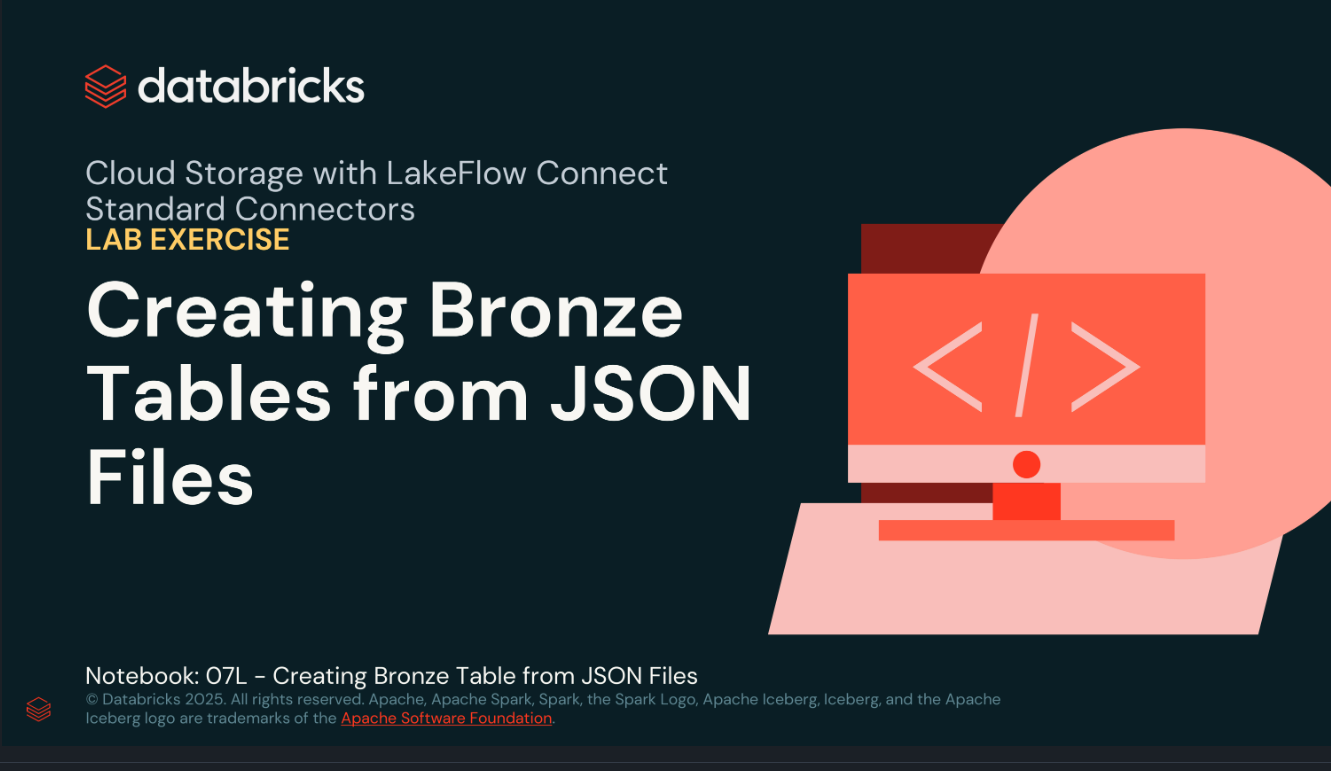 databricks
Cloud Storage with LakeFlow Connect
Standard Connectors
LAB EXERCISE
Creating Bronze
Tables from JSON
Files
</>
Notebook: 07L - Creating Bronze Table from JSON Files
© Databricks 2025. All rights reserved. Apache, Apache Spark, Spark, the Spark Logo, Apache Iceberg, Iceberg, and the Apache
Iceberg logo are trademarks of the Apache Software Foundation.